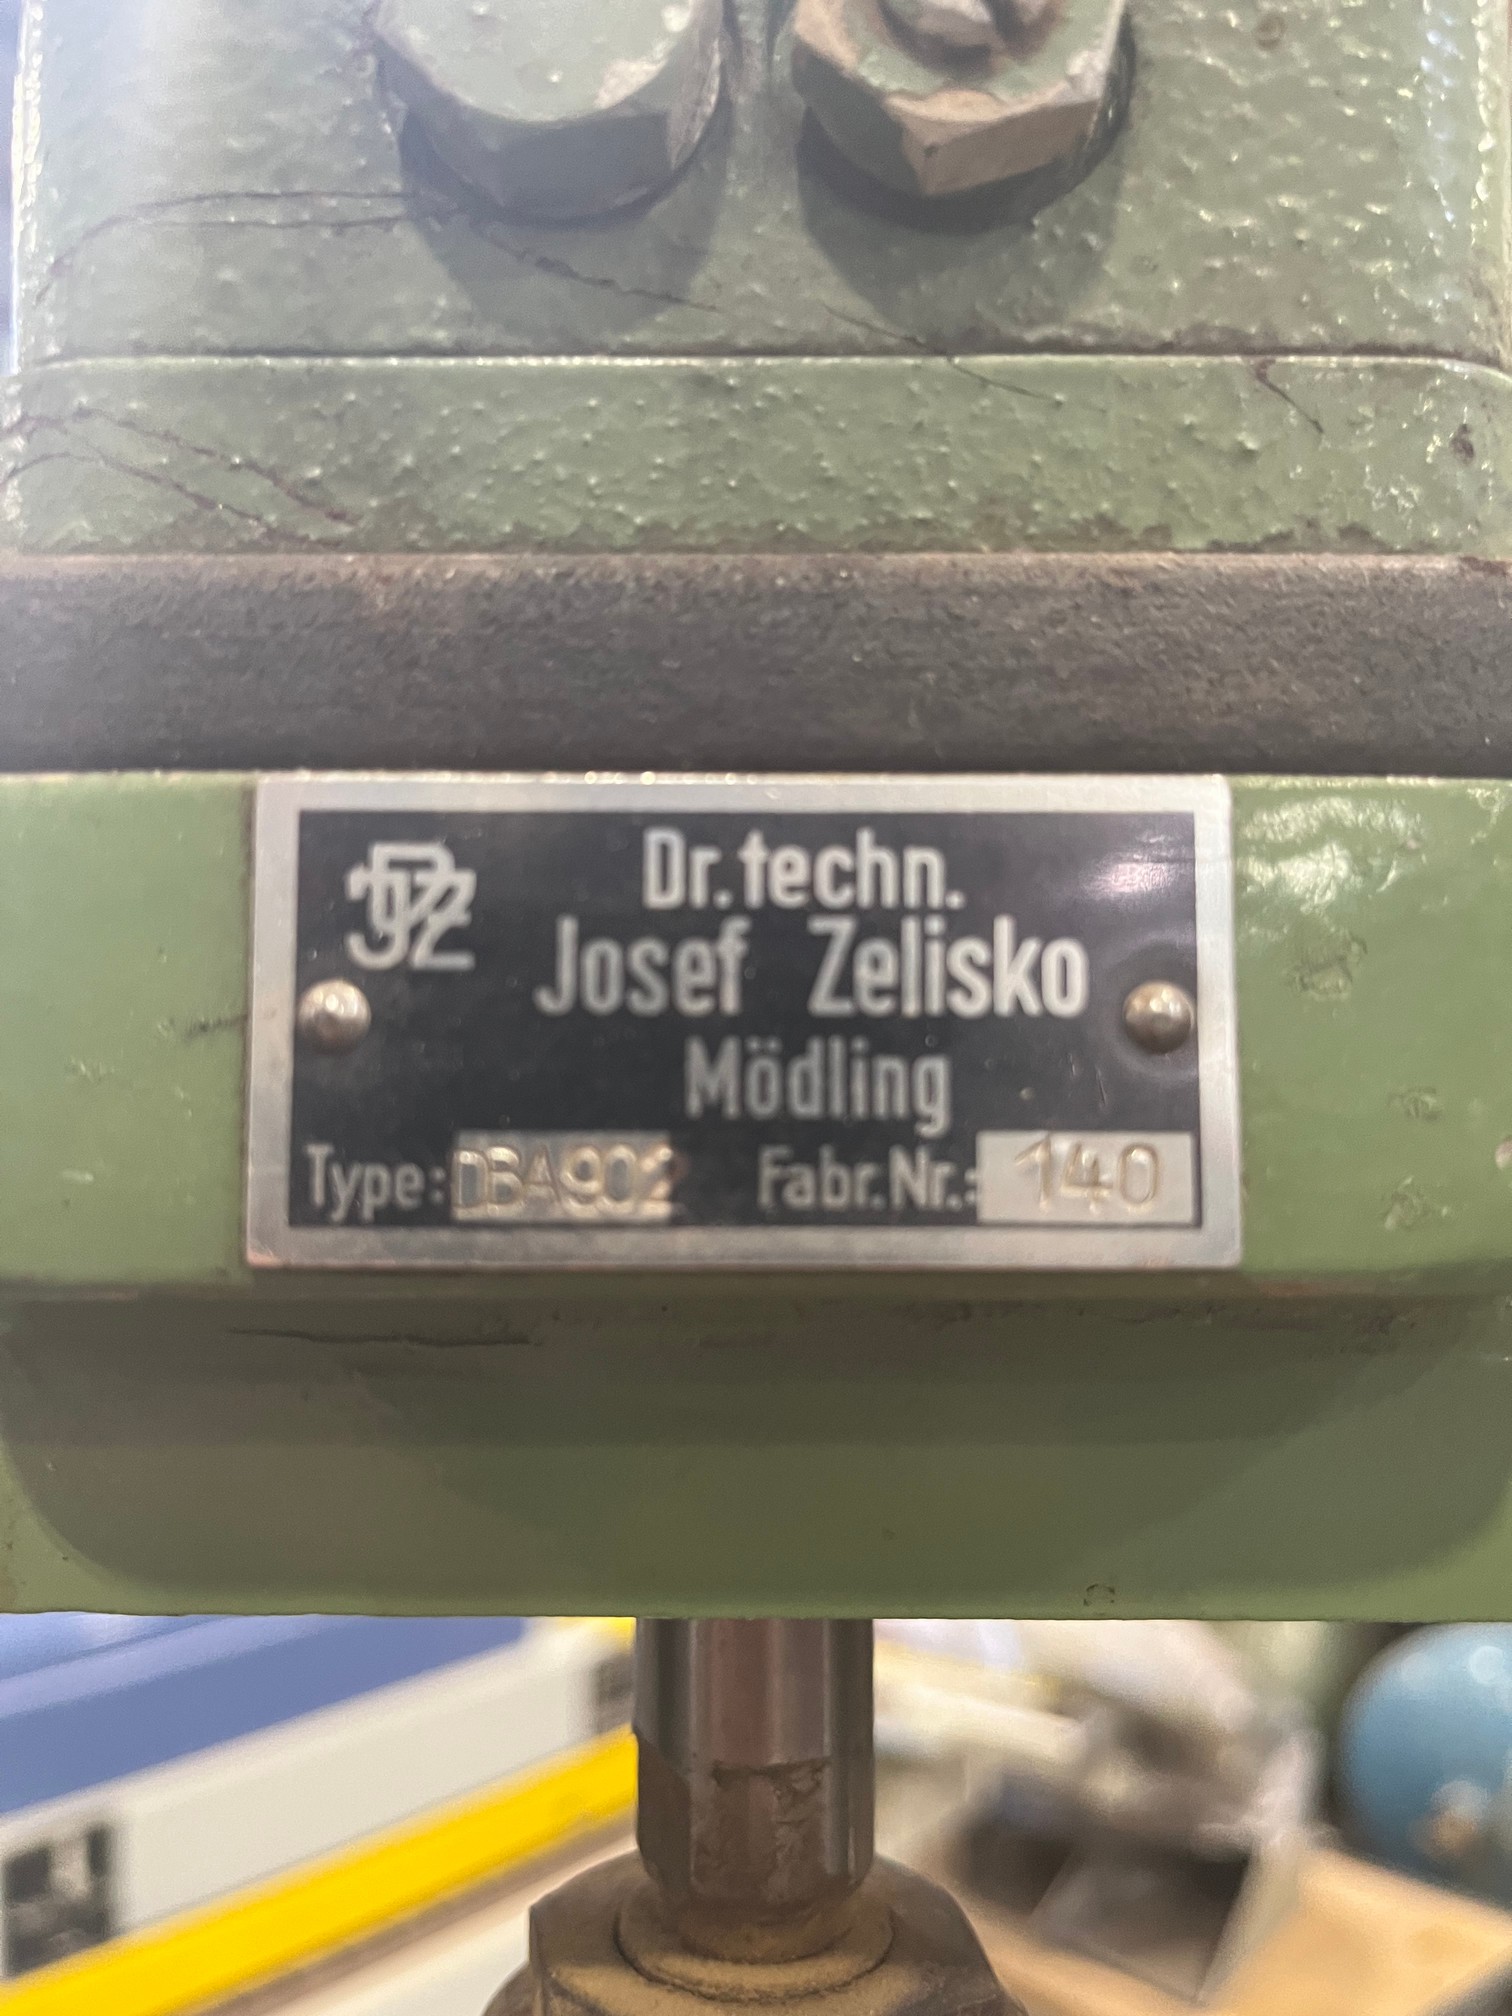 Dr. techn.
Josef Zelisko
Mödling
Type: DBA902 Fabr. Nr.: 140